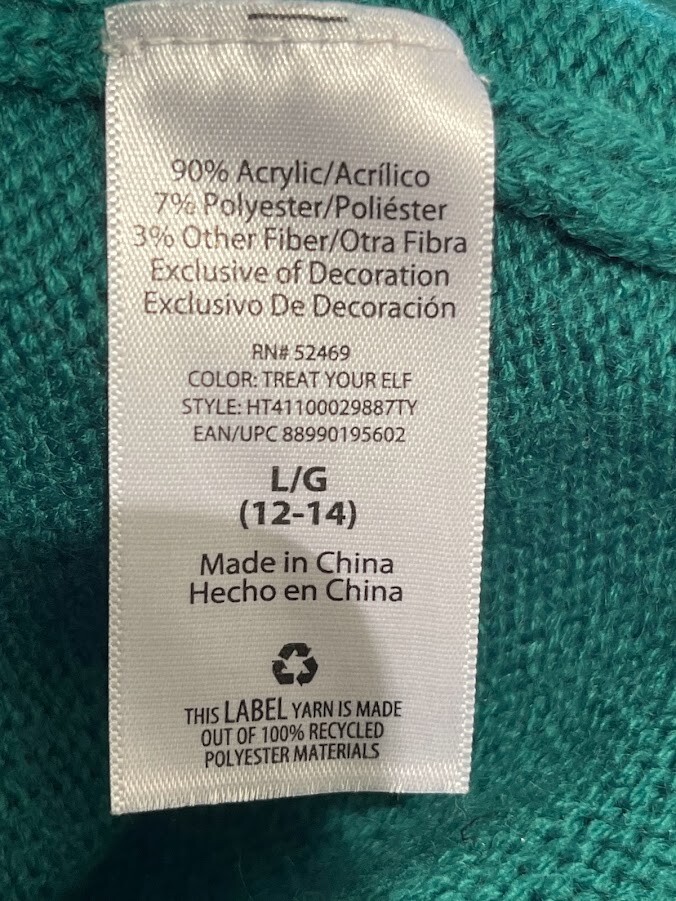 90% Acrylic/Acrílico
7% Polyester/Poliéster
3% Other Fiber/Otra Fibra
Exclusive of Decoration
Exclusivo De Decoración
RN# 52469
COLOR: TREAT YOUR ELF
STYLE: HT41100029887TY
EAN/UPC 88990195602
L/G
(12-14)
Made in China
Hecho en China
THIS LABEL YARN IS MADE
OUT OF 100% RECYCLED
POLYESTER MATERIALS